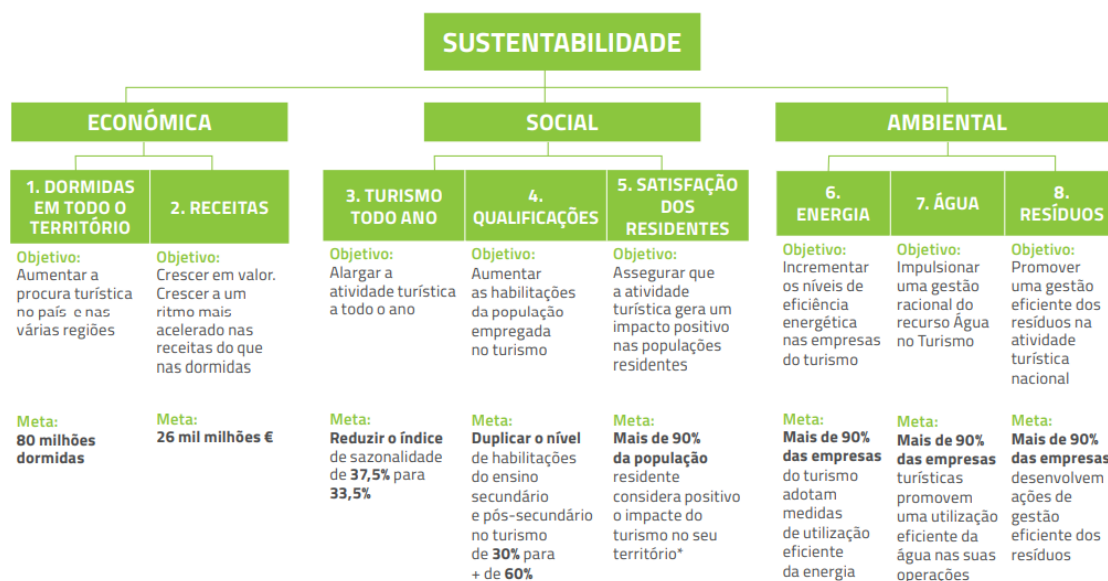 SUSTENTABILIDADE
ECONÓMICA
1. DORMIDAS
EM TODO O
TERRITÓRIO
Objetivo:
Aumentar a
procura turística
no país e nas
várias regiões
Meta:
80 milhões
dormidas
2. RECEITAS
Objetivo:
Crescer em valor.
Crescer a um
ritmo mais
acelerado nas
receitas do que
nas dormidas
Meta:
26 mil milhões €
SOCIAL
3. TURISMO
TODO ANO
Objetivo:
Alargar a
atividade turística
a todo o ano
Meta:
Reduzir o índice
de sazonalidade
de 37,5% para
33,5%
4.
QUALIFICAÇÕES
Objetivo:
Aumentar
as habilitações
da população
empregada
no turismo
Meta:
Duplicar o nível
de habilitações
do ensino
secundário
e pós-secundário
no turismo
de 30% para
+ de 60%
5. SATISFAÇÃO
DOS
RESIDENTES
Objetivo:
Assegurar que
a atividade
turística gera um
impacto positivo
nas populações
residentes
Meta:
Mais de 90%
da população
residente
considera positivo
o impacte do
turismo no seu
território*
AMBIENTAL
6.
ENERGIA
Objetivo:
Incrementar
os níveis de
eficiência
energética
nas empresas
do turismo
Meta:
Mais de 90%
das empresas
do turismo
adotam
medidas
de utilização
eficiente
da energia
7. ÁGUA
Objetivo:
Impulsionar
uma gestão
racional do
recurso Água
no Turismo
Meta:
Mais de 90%
das empresas
turísticas
promovem
uma utilização
eficiente da
água nas suas
operações
8.
RESÍDUOS
Objetivo:
Promover
uma gestão
eficiente dos
resíduos na
atividade
turística
nacional
Meta:
Mais de 90%
das empresas
desenvolvem
ações de
gestão
eficiente dos
resíduos